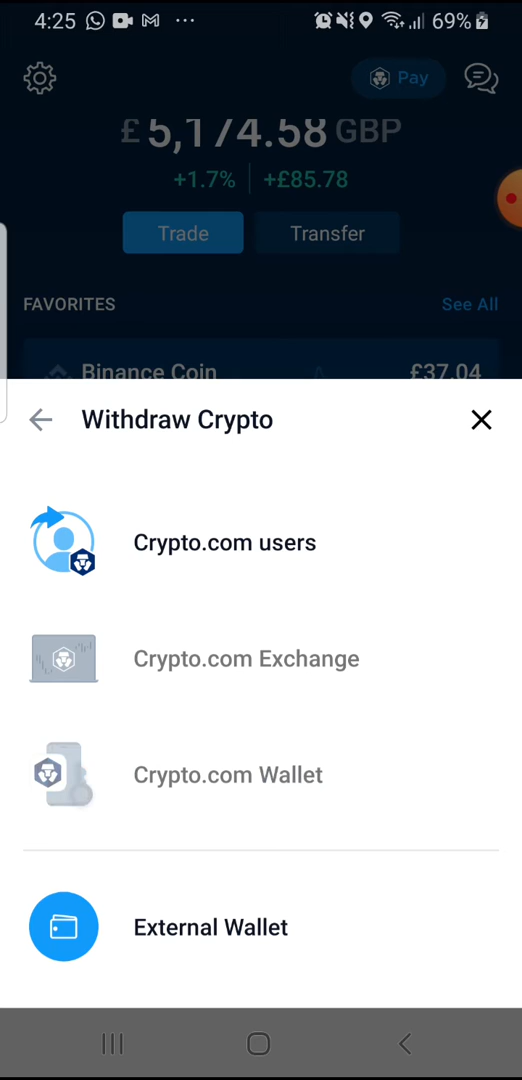 4:25 ... 69%
Pay
£5,174.58 GBP
+1.7% +£85.78
Trade Transfer
FAVORITES See All
Binance Coin £37.04
Withdraw Crypto
Crypto.com users
Crypto.com Exchange
Crypto.com Wallet
External Wallet